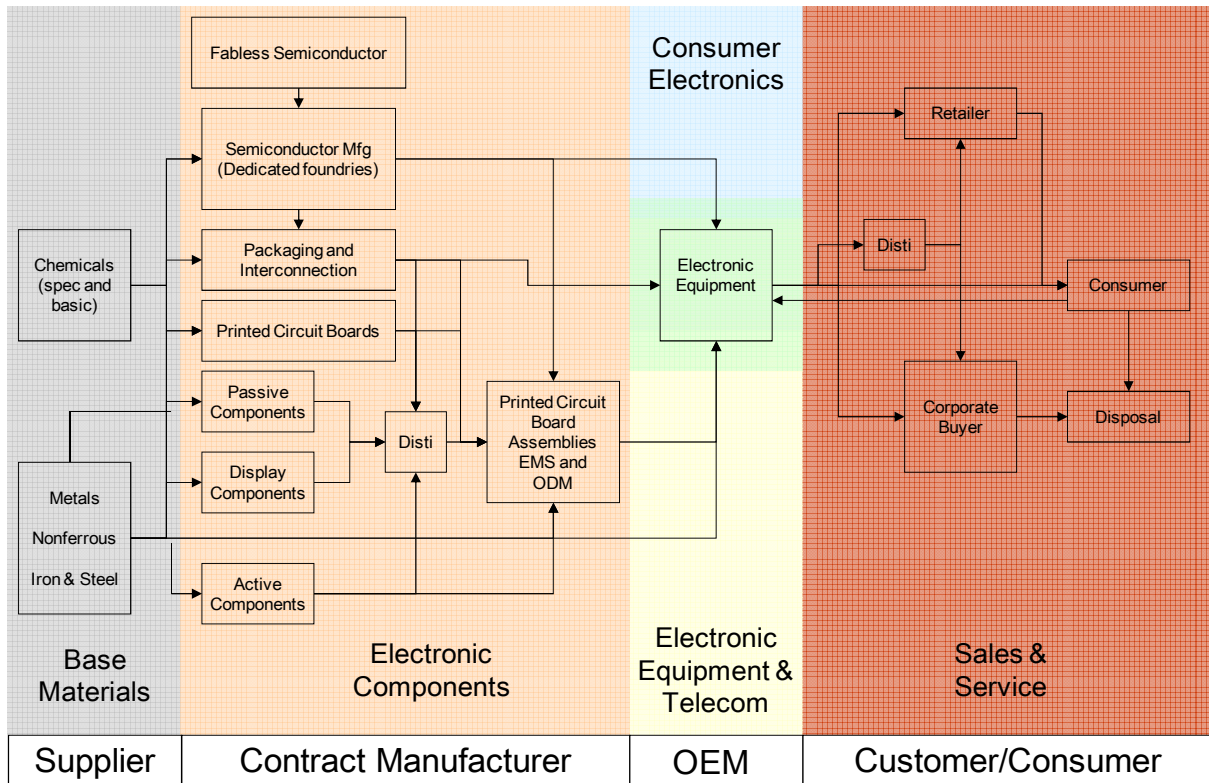 Fabless Semiconductor
Semiconductor Mfg
(Dedicated foundries)
Packaging and
Interconnection
Printed Circuit Boards
Passive
Components
Display
Components
Active
Components
Disti
Printed Circuit
Board
Assemblies
EMS and
ODM
Chemicals
(spec and
basic)
Metals
Nonferrous
Iron & Steel
Consumer
Electronics
Electronic
Equipment
Retailer
Disti
Consumer
Corporate
Buyer
Disposal
Base
Materials
Electronic
Components
Electronic
Equipment &
Telecom
Sales &
Service
Supplier
Contract Manufacturer
OEM
Customer/Consumer